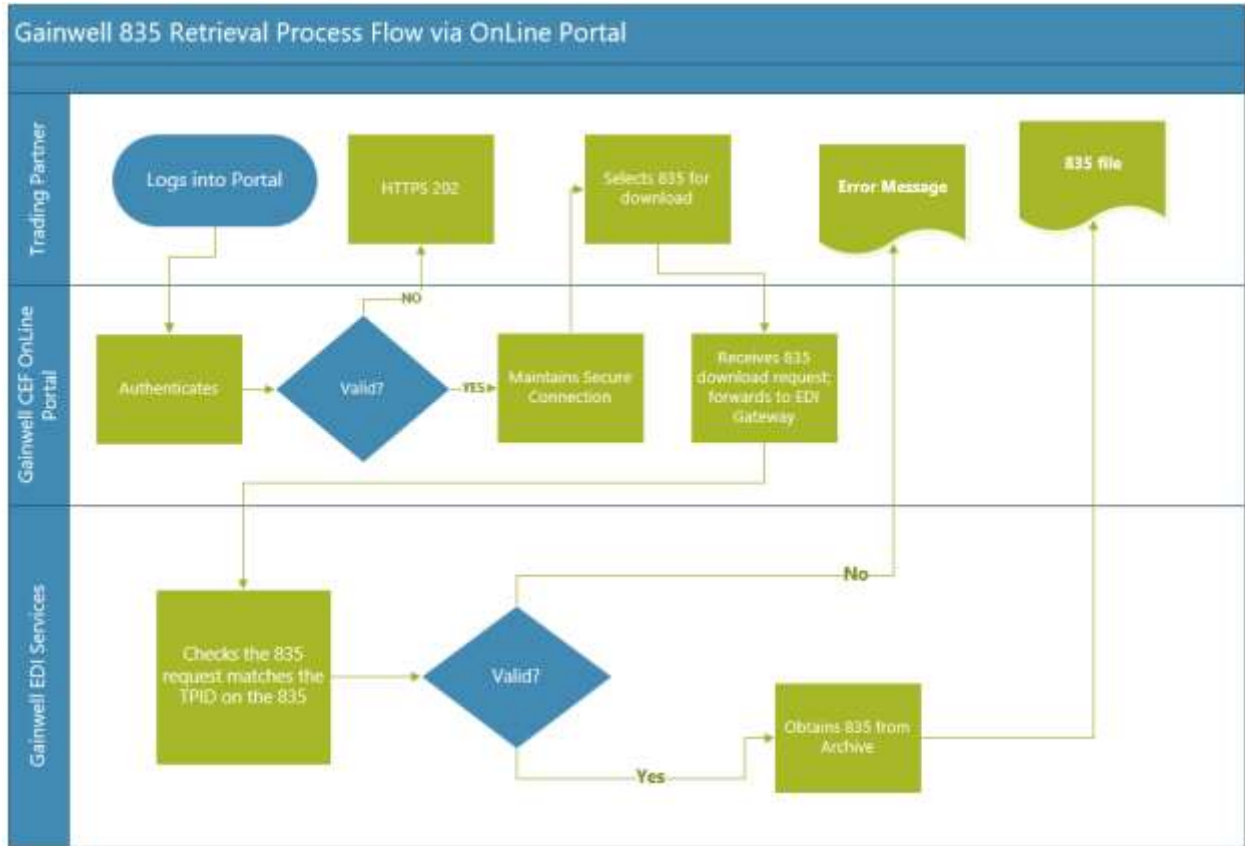 Gainwell 835 Retrieval Process Flow via OnLine Portal
Trading Partner
Logs into Portal
HTTPS 202
Selects 835 for
download
Error Message
835 file
NO
Gainwell CEF OnLine
Portal
Authenticates
Valid?
YES
Maintains Secure
Connection
Receives 835
download request;
forwards to EDI
Gateway
Gainwell EDI Services
No
Checks the 835
request matches the
TPID on the 835
Valid?
Obtains 835 from
Archive
Yes